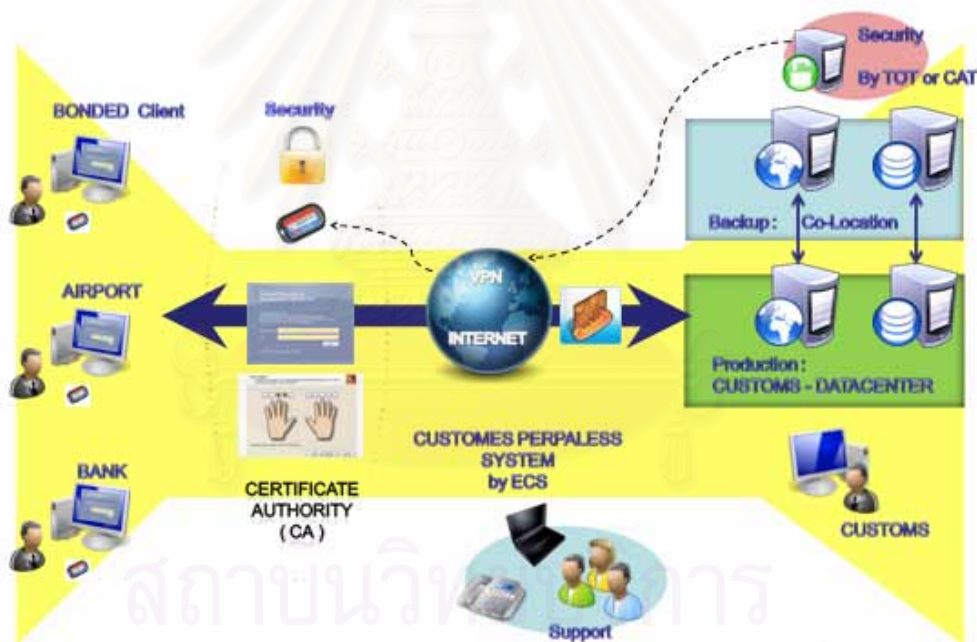 Security
By TOT or CAT
BONDED Client
Security
Backup : Co-Location
VPN
AIRPORT
INTERNET
Production :
CUSTOMS - DATACENTER
CUSTOMES PERPALESS
SYSTEM
by ECS
BANK
CERTIFICATE
AUTHORITY
( CA )
CUSTOMS
Support